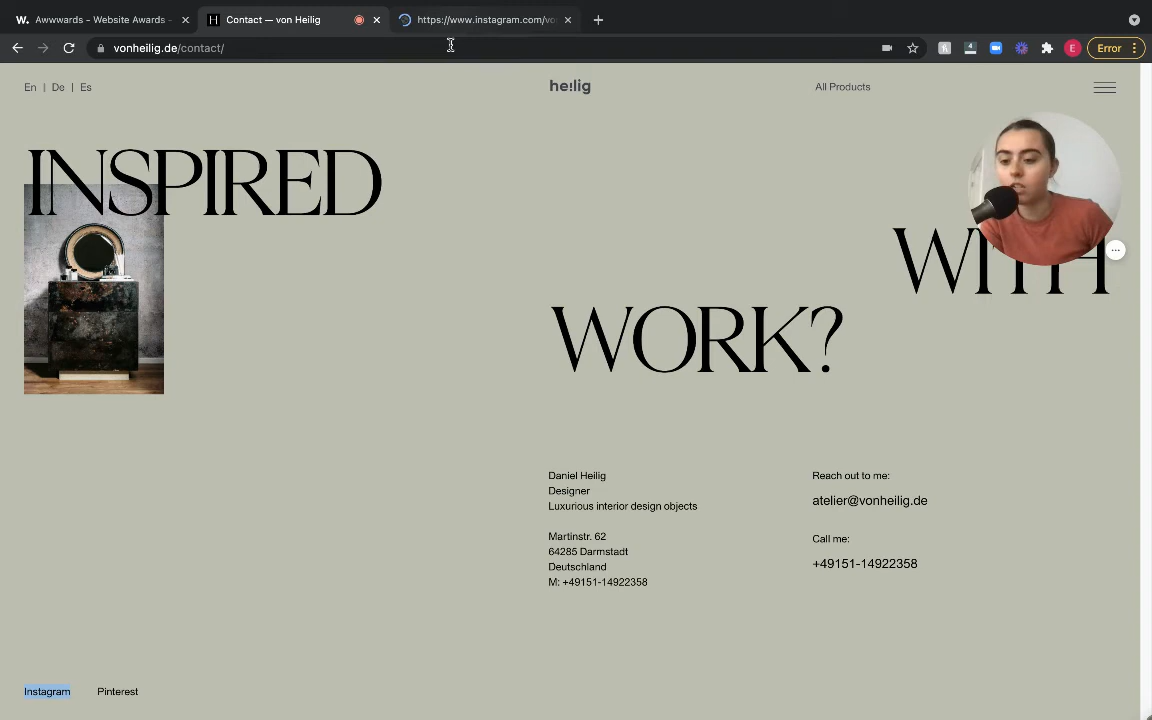 W. Awwwards - Website Awards -
H Contact — von Heilig
https://www.instagram.com/vo
vonheilig.de/contact/
4
E
Error
En | De | Es
he!lig
All Products
INSPIRED
WITH
WORK?
Daniel Heilig
Designer
Luxurious interior design objects
Martinstr. 62
64285 Darmstadt
Deutschland
M: +49151-14922358
Reach out to me:
atelier@vonheilig.de
Call me:
+49151-14922358
Instagram
Pinterest